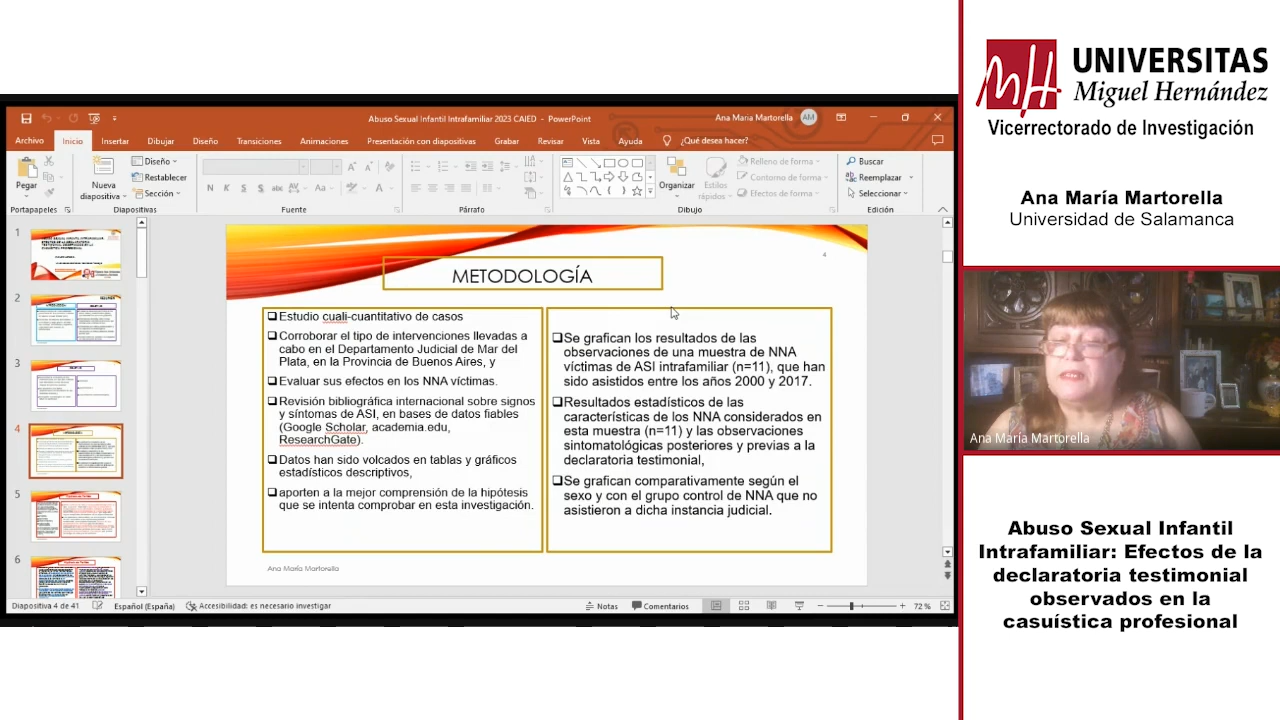 Abuso Sexual Infantil Intrafamiliar 2023 CAIED - PowerPoint
Ana Maria Martorella
AM
Archivo
Inicio
Insertar
Dibujar
Diseño
Transiciones
Animaciones
Presentación con diapositivas
Grabar
Revisar
Vista
Ayuda
¿Qué desea hacer?
Pegar
Nueva
diapositiva
Diseño
Restablecer
Sección
Organizar
Estilos
rápidos
Relleno de forma
Contorno de forma
Efectos de forma
Buscar
Reemplazar
Seleccionar
Portapapeles
Diapositivas
Fuente
Párrafo
Dibujo
Edición
1
2
3
4
5
6
4
METODOLOGÍA
Estudio cuali-cuantitativo de casos
Corroborar el tipo de intervenciones llevadas a
cabo en el Departamento Judicial de Mar del
Plata, en la Provincia de Buenos Aires, y
Evaluar sus efectos en los NNA víctimas.
Revisión bibliográfica internacional sobre signos
y síntomas de ASI, en bases de datos fiables
(Google Scholar, academia.edu,
ResearchGate).
Datos han sido volcados en tablas y gráficos
estadísticos descriptivos,
aporten a la mejor comprensión de la hipótesis
que se intenta comprobar en esta investigación.
Se grafican los resultados de las
observaciones de una muestra de NNA
víctimas de ASI intrafamiliar (n=11), que han
sido asistidos entre los años 2000 y 2017.
Resultados estadísticos de las
características de los NNA considerados en
esta muestra (n=11) y las observaciones
sintomatológicas posteriores y previas a la
declaratoria testimonial,
Se grafican comparativamente según el
sexo y con el grupo control de NNA que no
asistieron a dicha instancia judicial.
Ana María Martorella
Diapositiva 4 de 41
Español (España)
Accesibilidad: es necesario investigar
Notas
Comentarios
72 %
UNIVERSITAS
Miguel Hernández
Vicerrectorado de Investigación
Ana María Martorella
Universidad de Salamanca
Ana María Martorella
Abuso Sexual Infantil
Intrafamiliar: Efectos de la
declaratoria testimonial
observados en la
casuística profesional